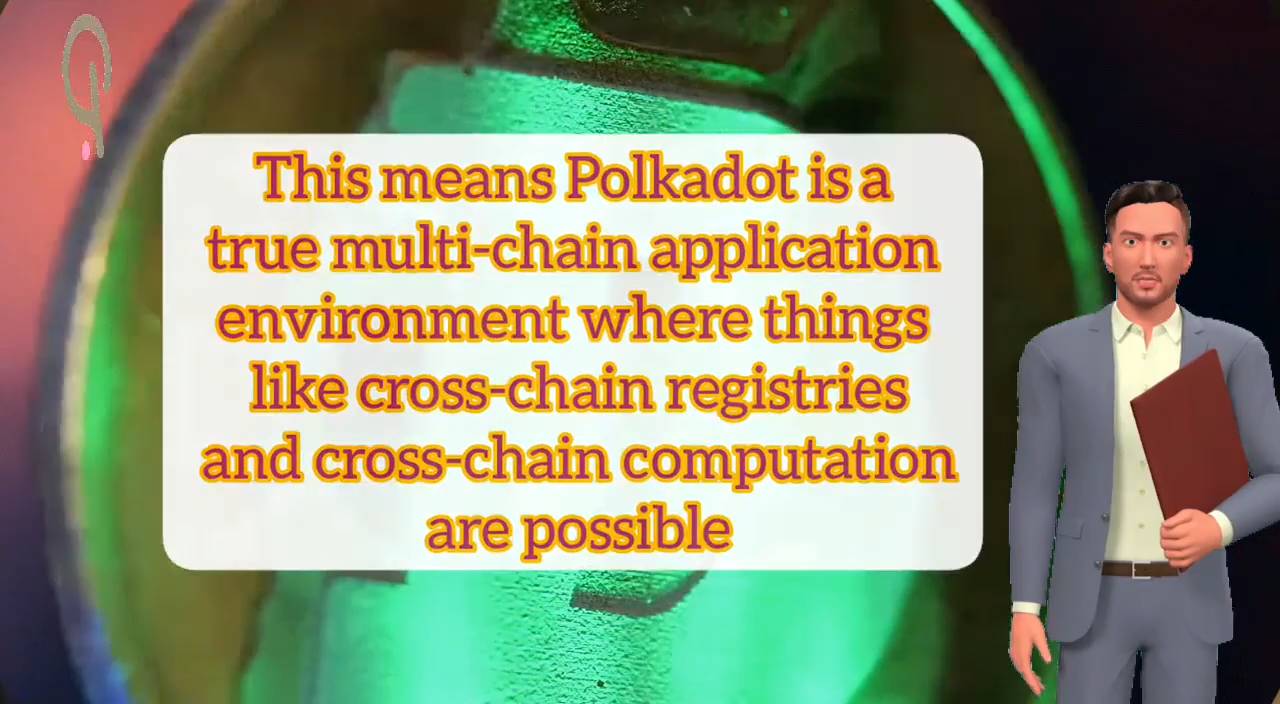 This means Polkadot is a
true multi-chain application
environment where things
like cross-chain registries
and cross-chain computation
are possible